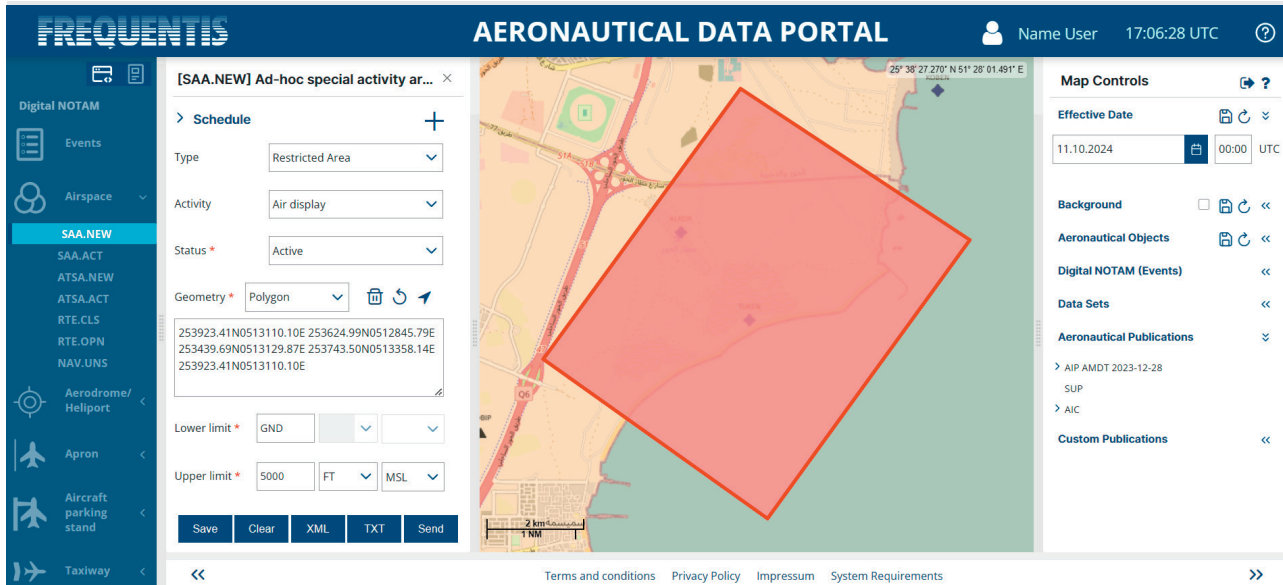 FREQUENTIS
AERONAUTICAL DATA PORTAL
Name User
17:06:28 UTC
Digital NOTAM
Events
Airspace
SAA.NEW
SAA.ACT
ATSA.NEW
ATSA.ACT
RTE.CLS
RTE.OPN
NAV.UNS
Aerodrome/
Heliport
Apron
Aircraft
parking
stand
Taxiway
[SAA.NEW] Ad-hoc special activity ar...
Schedule
Type
Restricted Area
Activity
Air display
Status *
Active
Geometry *
Polygon
253923.41N0513110.10E 253624.99N0512845.79E
253439.69N0513129.87E 253743.50N0513358.14E
253923.41N0513110.10E
Lower limit *
GND
Upper limit *
5000
FT
MSL
Save
Clear
XML
TXT
Send
25° 38' 27.270" N 51° 28' 01.491" E
Q6
2 km
1 NM
Map Controls
?
Effective Date
11.10.2024
00:00
UTC
Background
Aeronautical Objects
Digital NOTAM (Events)
Data Sets
Aeronautical Publications
AIP AMDT 2023-12-28
SUP
AIC
Custom Publications
Terms and conditions
Privacy Policy
Impressum
System Requirements